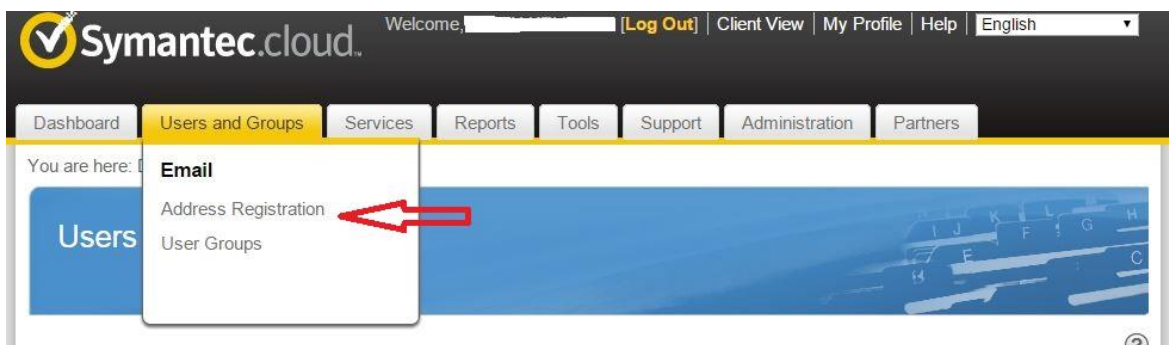 Symantec.cloud™ Welcome, [Log Out] | Client View | My Profile | Help | English
Dashboard Users and Groups Services Reports Tools Support Administration Partners
You are here:
Email
Address Registration
User Groups
Users
I J K L F G H
F E C
?